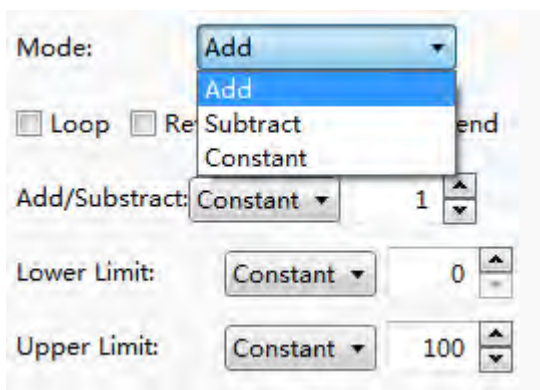 Mode: Add
Add
Loop Re Subtract end
Constant
Add/Substract: Constant 1
Lower Limit: Constant 0
Upper Limit: Constant 100